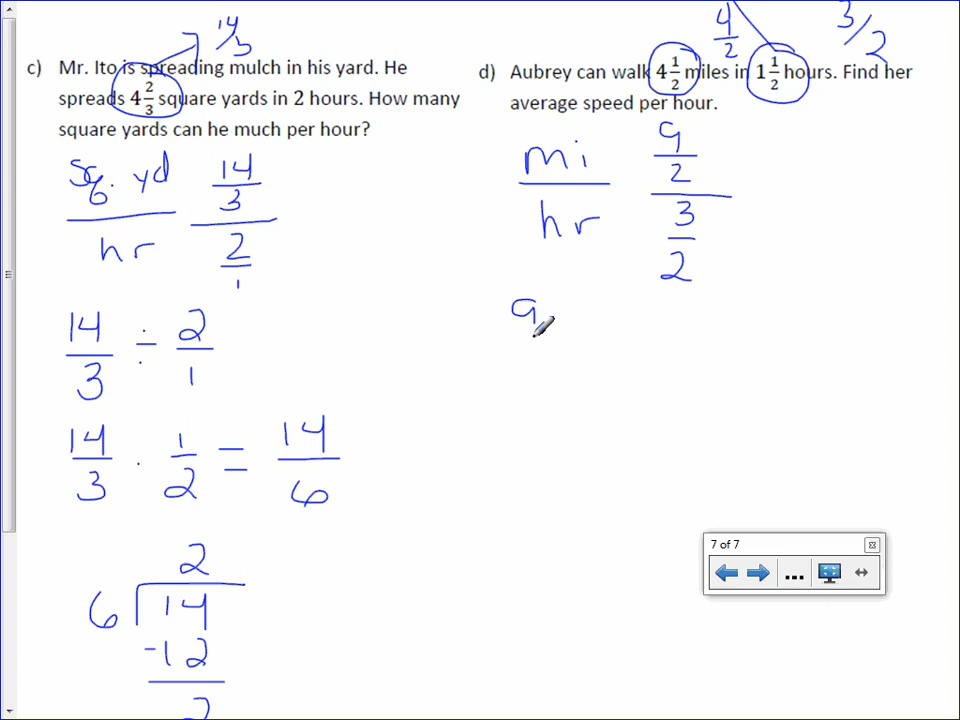 14/3
c) Mr. Ito is spreading mulch in his yard. He
spreads 4 2/3 square yards in 2 hours. How many
square yards can he much per hour?
Sq. yd 14/3
hr 2/1
14/3 ÷ 2/1
14/3 · 1/2 = 14/6
2
6 14
-12
2
4/2 3/2
d) Aubrey can walk 4 1/2 miles in 1 1/2 hours. Find her
average speed per hour.
mi 9/2
hr 3/2
9
7 of 7
...